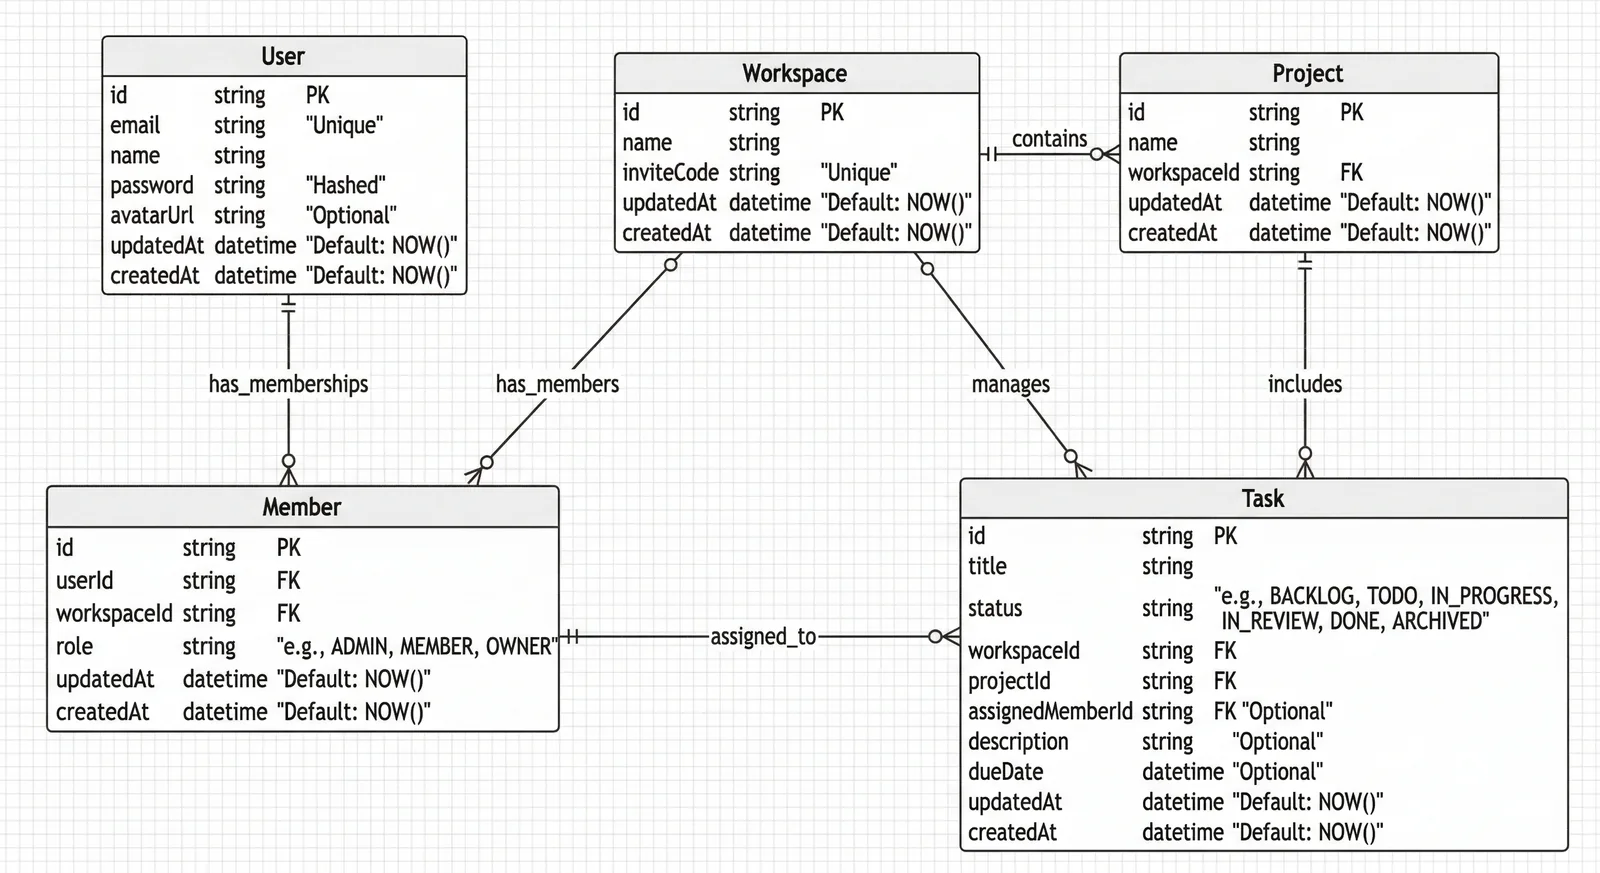 User
id string PK
email string "Unique"
name string
password string "Hashed"
avatarUrl string "Optional"
updatedAt datetime "Default: NOW()"
createdAt datetime "Default: NOW()"
Workspace
id string PK
name string
inviteCode string "Unique"
updatedAt datetime "Default: NOW()"
createdAt datetime "Default: NOW()"
contains
Project
id string PK
name string
workspaceId string FK
updatedAt datetime "Default: NOW()"
createdAt datetime "Default: NOW()"
has_memberships
has_members
manages
includes
Member
id string PK
userId string FK
workspaceId string FK
role string "e.g., ADMIN, MEMBER, OWNER"
updatedAt datetime "Default: NOW()"
createdAt datetime "Default: NOW()"
assigned_to
Task
id string PK
title string
status string "e.g., BACKLOG, TODO, IN_PROGRESS,
IN_REVIEW, DONE, ARCHIVED"
workspaceId string FK
projectId string FK
assignedMemberId string FK "Optional"
description string "Optional"
dueDate datetime "Optional"
updatedAt datetime "Default: NOW()"
createdAt datetime "Default: NOW()"